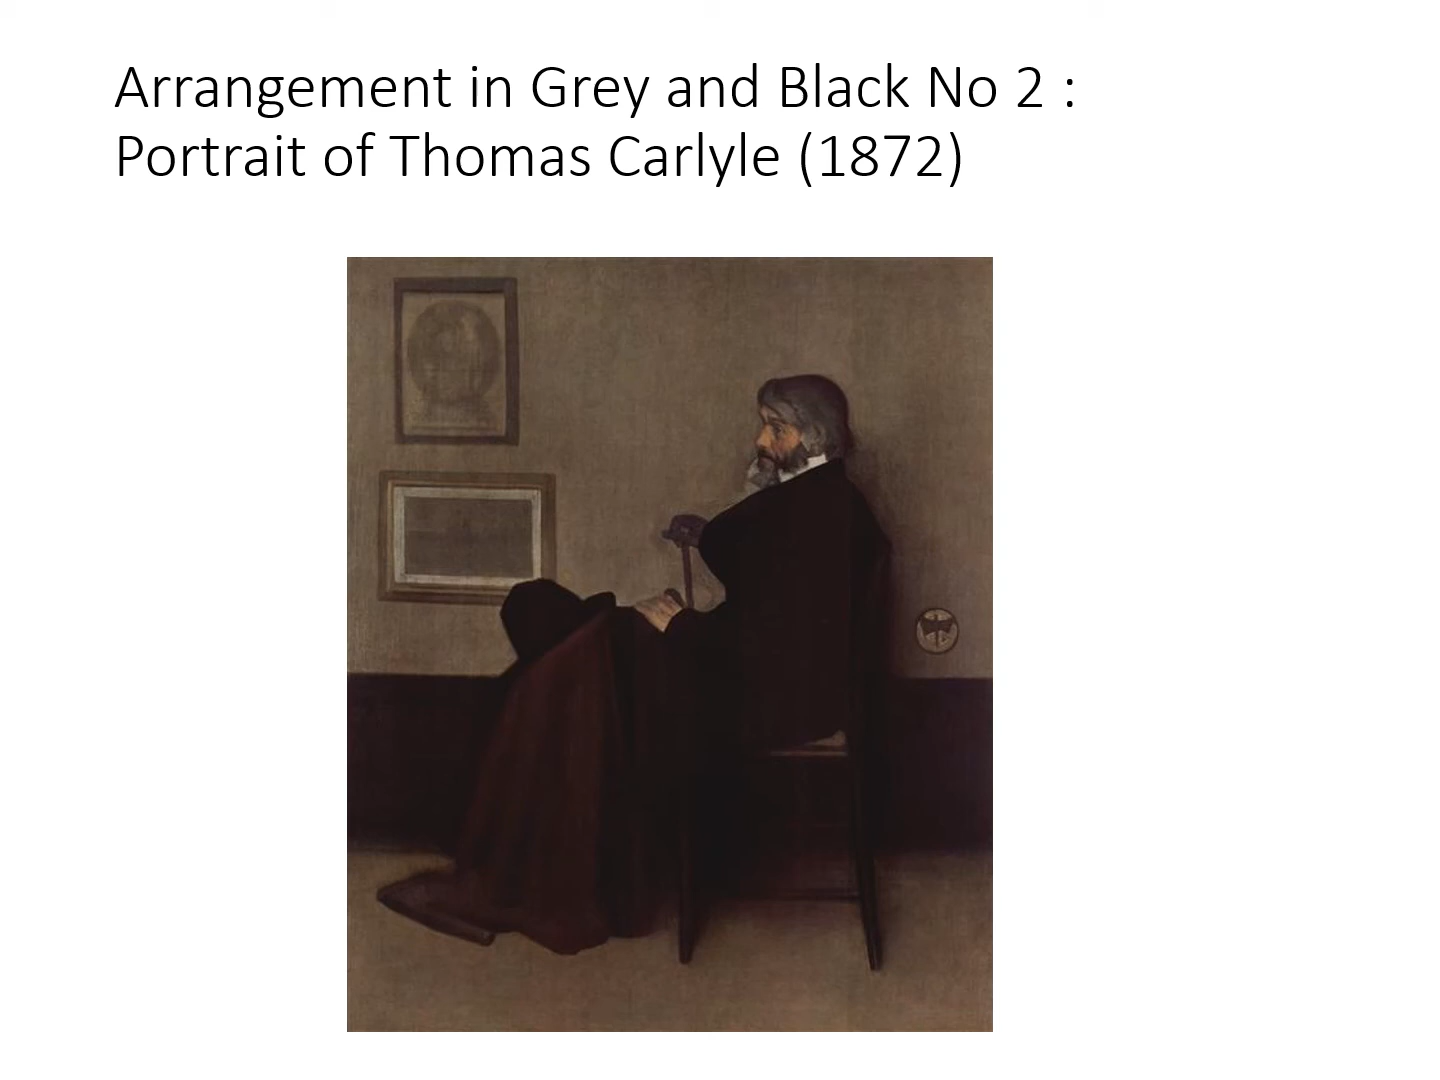 Arrangement in Grey and Black No 2 :
Portrait of Thomas Carlyle (1872)